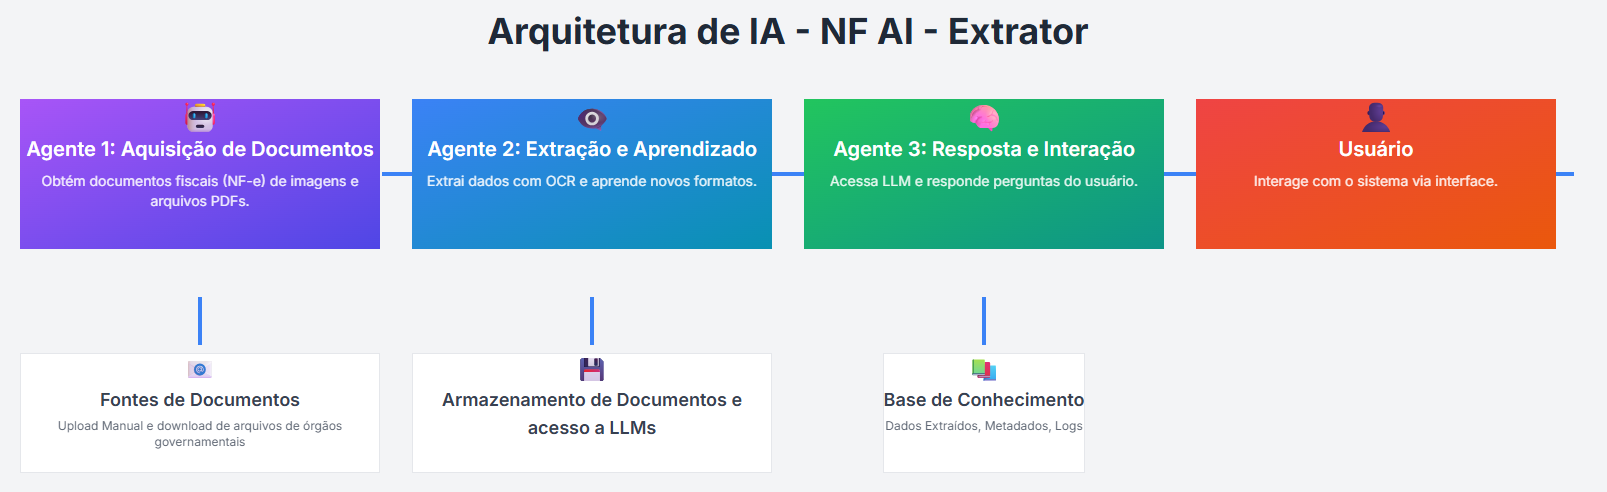 Arquitetura de IA - NF AI - Extrator
Agente 1: Aquisição de Documentos
Obtém documentos fiscais (NF-e) de imagens e
arquivos PDFs.
Agente 2: Extração e Aprendizado
Extrai dados com OCR e aprende novos formatos.
Agente 3: Resposta e Interação
Acessa LLM e responde perguntas do usuário.
Usuário
Interage com o sistema via interface.
Fontes de Documentos
Upload Manual e download de arquivos de órgãos
governamentais
Armazenamento de Documentos e
acesso a LLMs
Base de Conhecimento
Dados Extraídos, Metadados, Logs